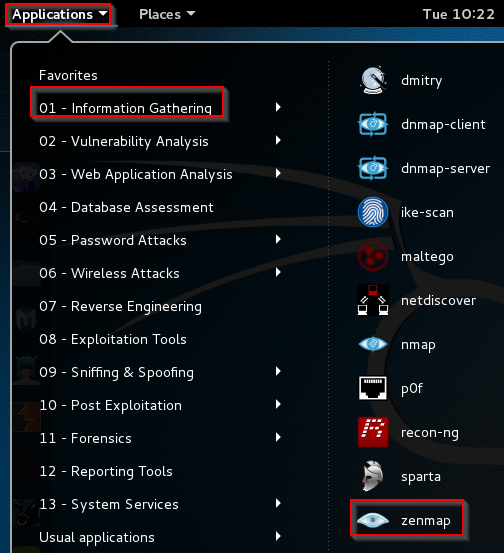 Applications Places Tue 10:22
Favorites
01 - Information Gathering
02 - Vulnerability Analysis
03 - Web Application Analysis
04 - Database Assessment
05 - Password Attacks
06 - Wireless Attacks
07 - Reverse Engineering
08 - Exploitation Tools
09 - Sniffing & Spoofing
10 - Post Exploitation
11 - Forensics
12 - Reporting Tools
13 - System Services
Usual applications
dmitry
dnmap-client
dnmap-server
ike-scan
maltego
netdiscover
nmap
p0f
recon-ng
sparta
zenmap